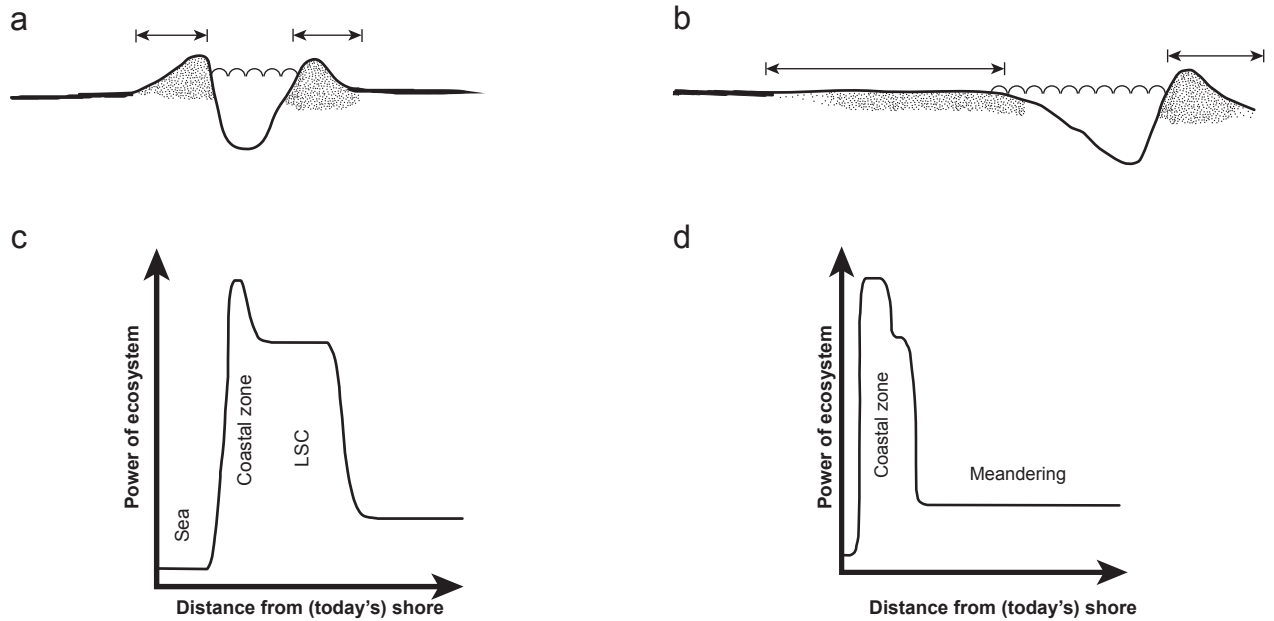 a
b
c
Power of ecosystem
Sea
Coastal zone
LSC
Distance from (today's) shore
d
Power of ecosystem
Coastal zone
Meandering
Distance from (today's) shore